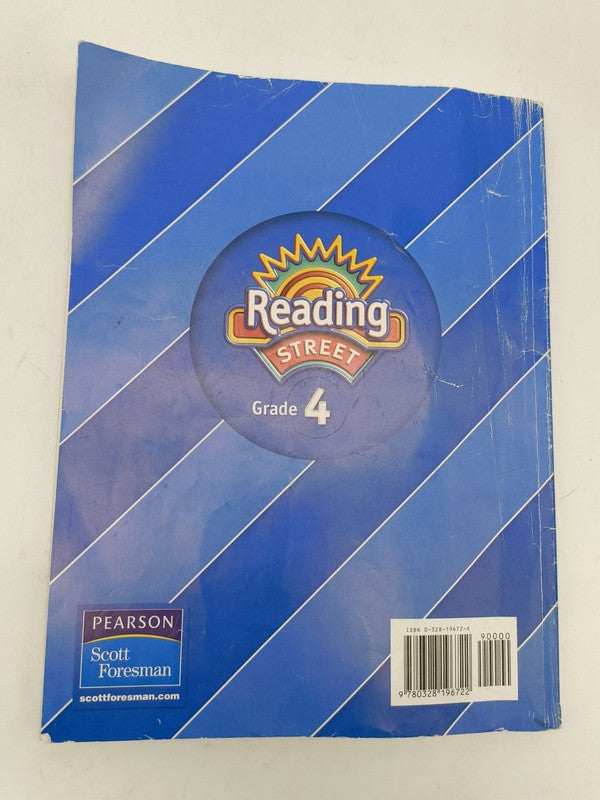 Reading
STREET
Grade 4
PEARSON
Scott
Foresman
scottforesman.com
ISBN 0-328-19672-X
90000
9 780328 196722